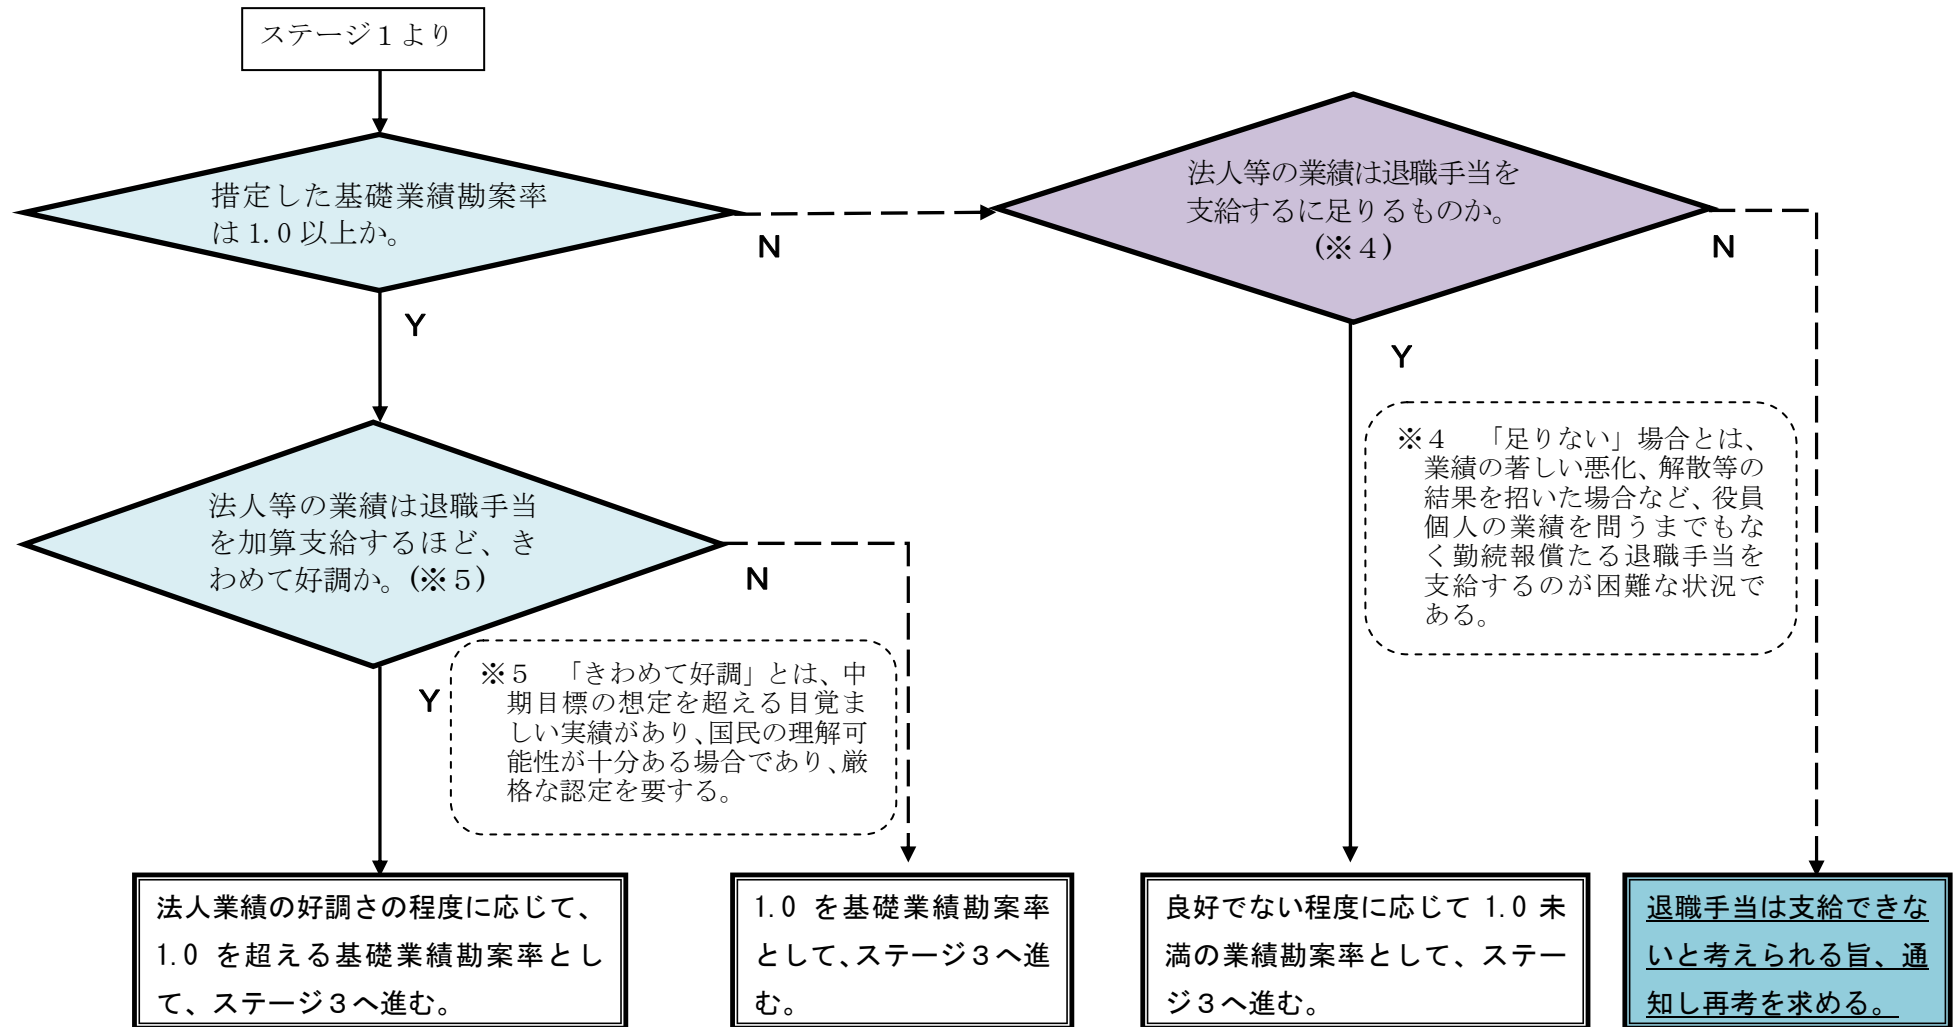 ステージ１より
措定した基礎業績勘案率
は 1.0 以上か。
N
Y
法人等の業績は退職手当を
支給するに足りるものか。
(※４)
N
Y
※４　「足りない」場合とは、
業績の著しい悪化、解散等の
結果を招いた場合など、役員
個人の業績を問うまでもな
く勤続報償たる退職手当を
支給するのが困難な状況で
ある。
法人等の業績は退職手当
を加算支給するほど、き
わめて好調か。(※５)
N
Y
※５　「きわめて好調」とは、中
期目標の想定を超える目覚ま
しい実績があり、国民の理解可
能性が十分ある場合であり、厳
格な認定を要する。
法人業績の好調さの程度に応じて、
1.0 を超える基礎業績勘案率とし
て、ステージ３へ進む。
1.0 を基礎業績勘案率
として、ステージ３へ進
む。
良好でない程度に応じて 1.0 未
満の業績勘案率として、ステー
ジ３へ進む。
退職手当は支給できな
いと考えられる旨、通
知し再考を求める。